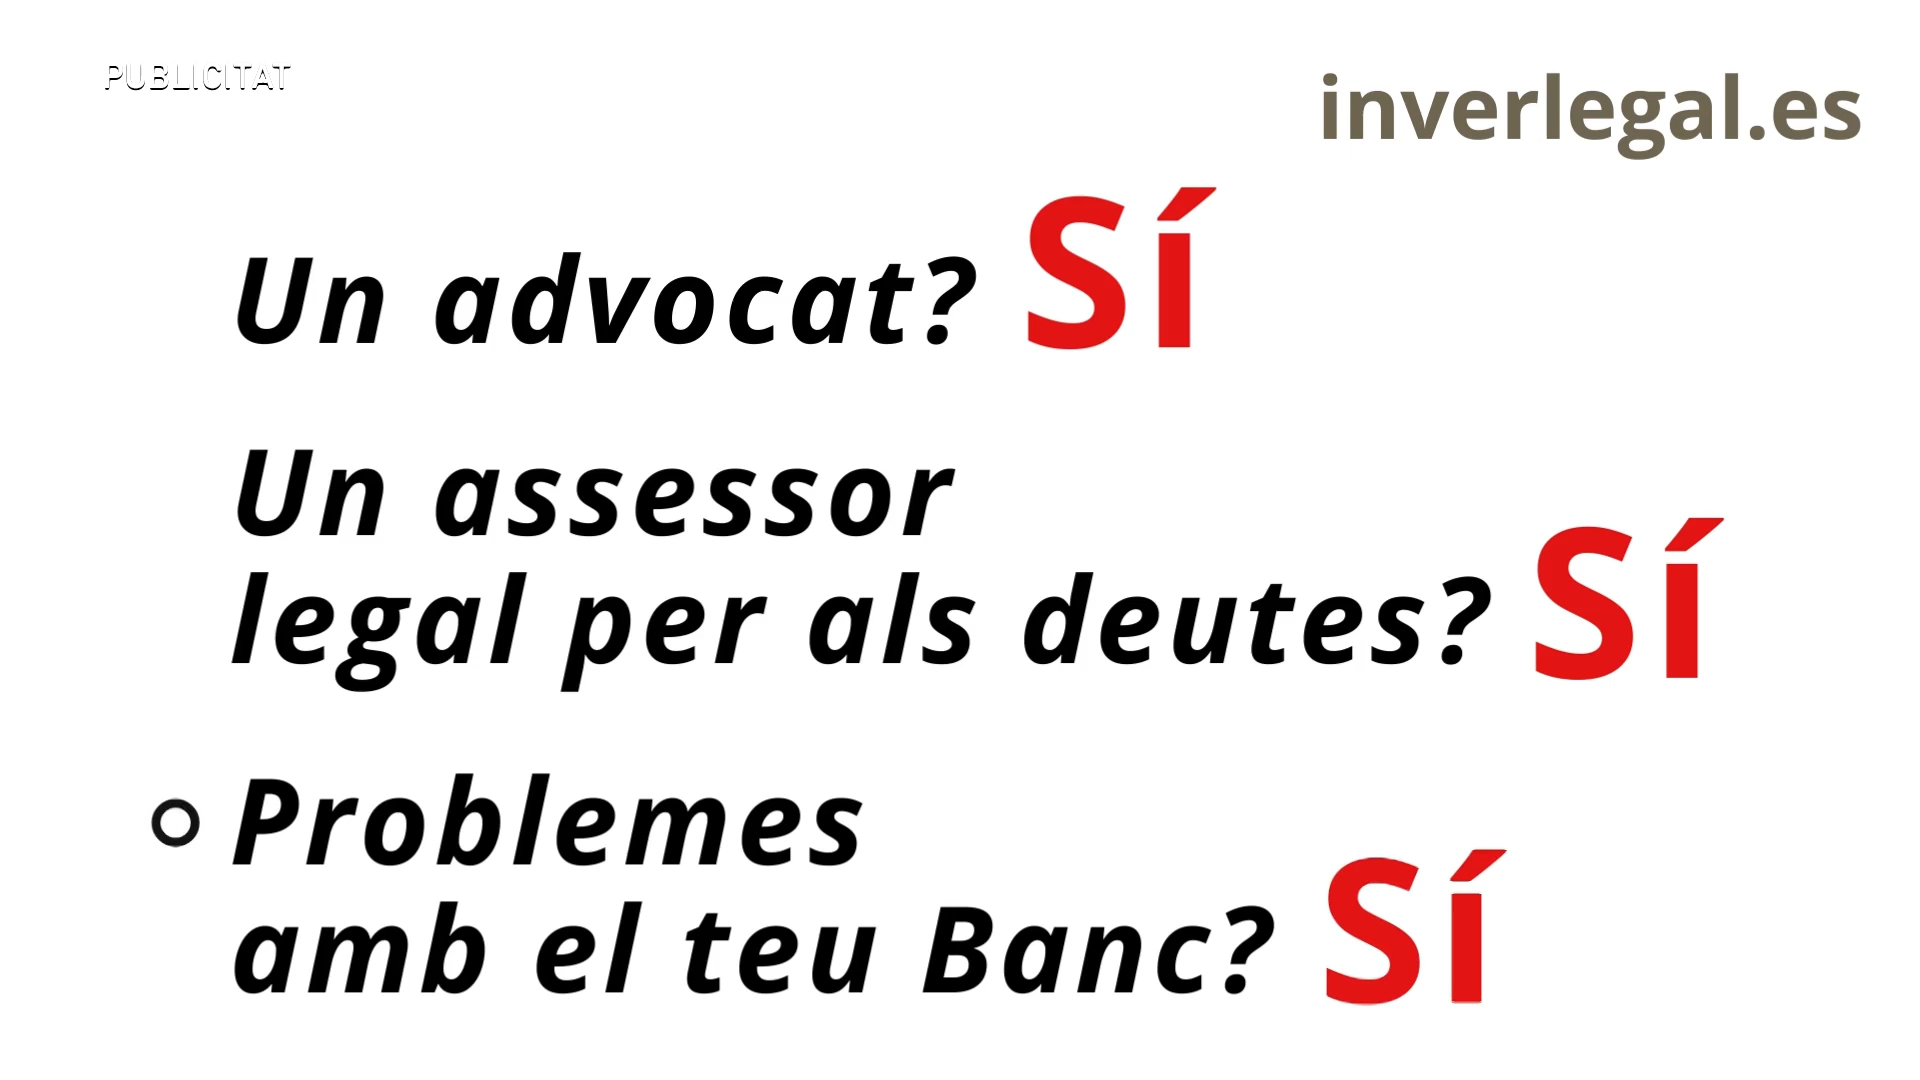 PUBLICITAT
inverlegal.es
Un advocat? Sí
Un assessor
legal per als deutes? Sí
Problemes
amb el teu Banc? Sí